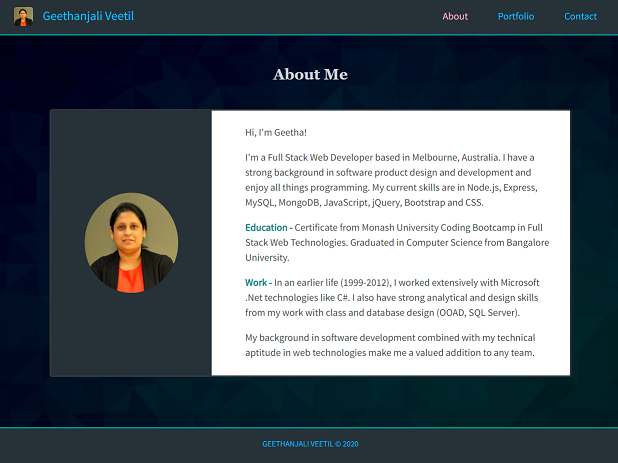 Geethanjali Veetil
About Portfolio Contact
About Me
Hi, I'm Geetha!
I'm a Full Stack Web Developer based in Melbourne, Australia. I have a
strong background in software product design and development and
enjoy all things programming. My current skills are in Node.js, Express,
MySQL, MongoDB, JavaScript, jQuery, Bootstrap and CSS.
Education - Certificate from Monash University Coding Bootcamp in Full
Stack Web Technologies. Graduated in Computer Science from Bangalore
University.
Work - In an earlier life (1999-2012), I worked extensively with Microsoft
.Net technologies like C#. I also have strong analytical and design skills
from my work with class and database design (OOAD, SQL Server).
My background in software development combined with my technical
aptitude in web technologies make me a valued addition to any team.
GEETHANJALI VEETIL © 2020